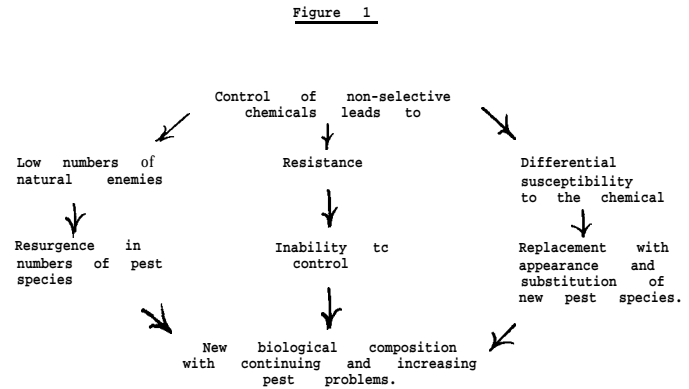 Figure 1
Control of non-selective
chemicals leads to
Low numbers of
natural enemies
Resistance
Differential
susceptibility
to the chemical
Resurgence in
numbers of pest
species
Inability tc
control
Replacement with
appearance and
substitution of
new pest species.
New biological composition
with continuing and increasing
pest problems.